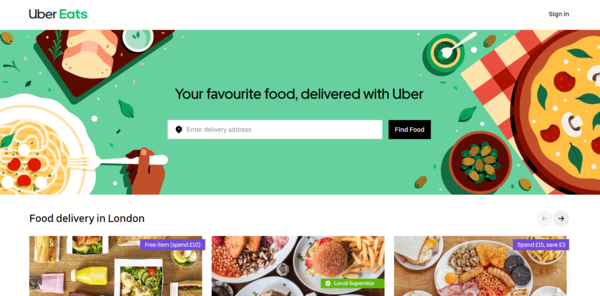 Uber Eats
Sign in
Your favourite food, delivered with Uber
Enter delivery address
Find Food
Food delivery in London
Free item (spend £10)
Local Superstar
Spend £15, save £3